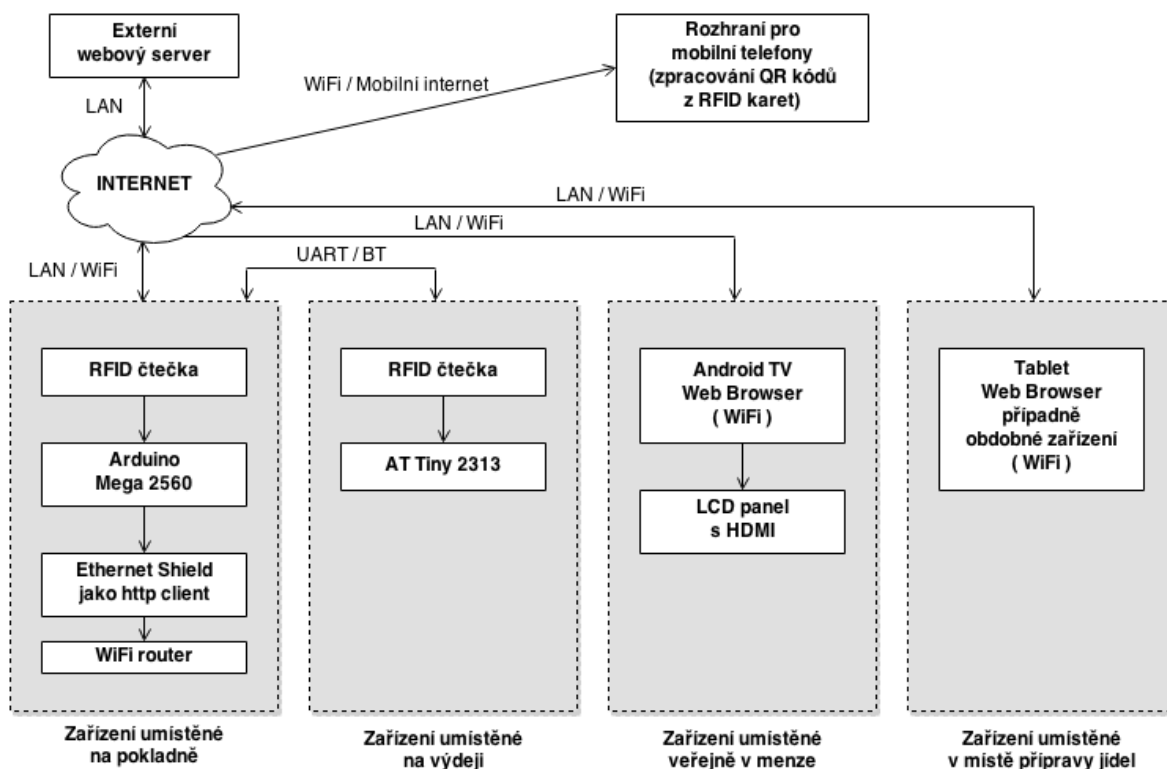 Externí
webový server
Rozhraní pro
mobilní telefony
(zpracování QR kódů
z RFID karet)
WiFi / Mobilní internet
LAN
INTERNET
LAN / WiFi
LAN / WiFi
LAN / WiFi
UART / BT
RFID čtečka
Arduino
Mega 2560
Ethernet Shield
jako http client
WiFi router
Zařízení umístěné
na pokladně
RFID čtečka
AT Tiny 2313
Zařízení umístěné
na výdeji
Android TV
Web Browser
( WiFi )
LCD panel
s HDMI
Zařízení umístěné
veřejně v menze
Tablet
Web Browser
případně
obdobné zařízení
( WiFi )
Zařízení umístěné
v místě přípravy jídel